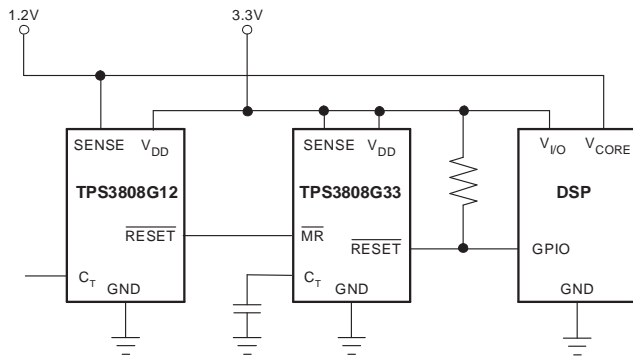 1.2V 3.3V
SENSE VDD SENSE VDD VI/O VCORE
TPS3808G12 TPS3808G33 DSP
RESET MR
RESET GPIO
CT GND CT GND GND